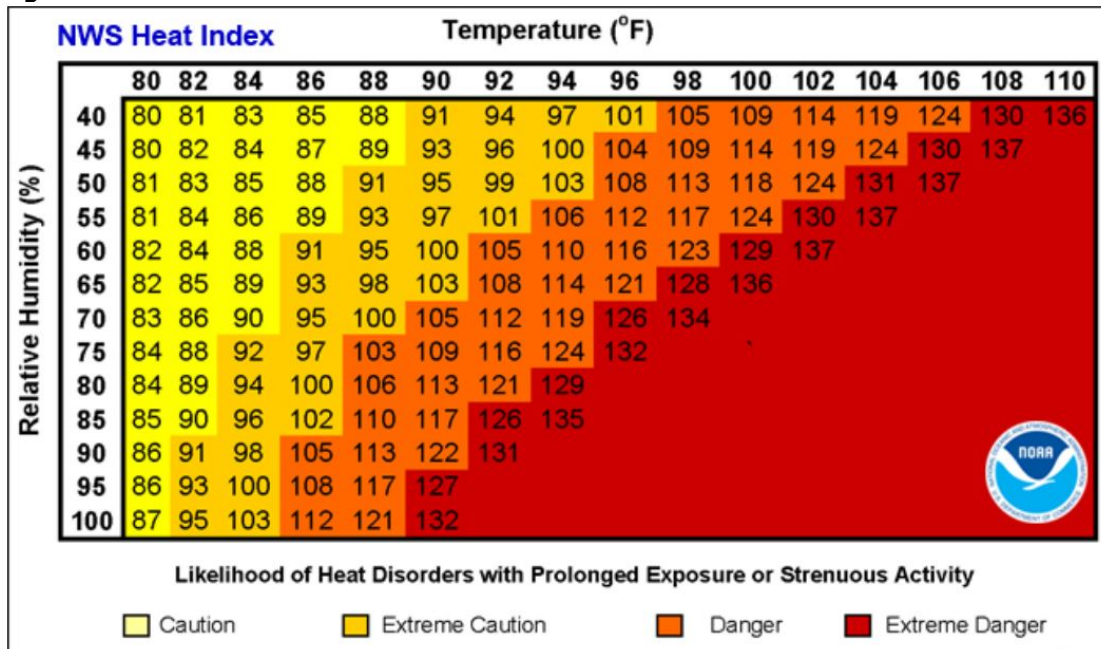 NWS Heat Index Temperature (°F)
80 82 84 86 88 90 92 94 96 98 100 102 104 106 108 110
40 80 81 83 85 88 91 94 97 101 105 109 114 119 124 130 136
45 80 82 84 87 89 93 96 100 104 109 114 119 124 130 137
50 81 83 85 88 91 95 99 103 108 113 118 124 131 137
55 81 84 86 89 93 97 101 106 112 117 124 130 137
60 82 84 88 91 95 100 105 110 116 123 129 137
65 82 85 89 93 98 103 108 114 121 128 136
70 83 86 90 95 100 105 112 119 126 134
75 84 88 92 97 103 109 116 124 132
80 84 89 94 100 106 113 121 129
85 85 90 96 102 110 117 126 135
90 86 91 98 105 113 122 131
95 86 93 100 108 117 127
100 87 95 103 112 121 132
Relative Humidity (%)
NOAA
Likelihood of Heat Disorders with Prolonged Exposure or Strenuous Activity
Caution Extreme Caution Danger Extreme Danger